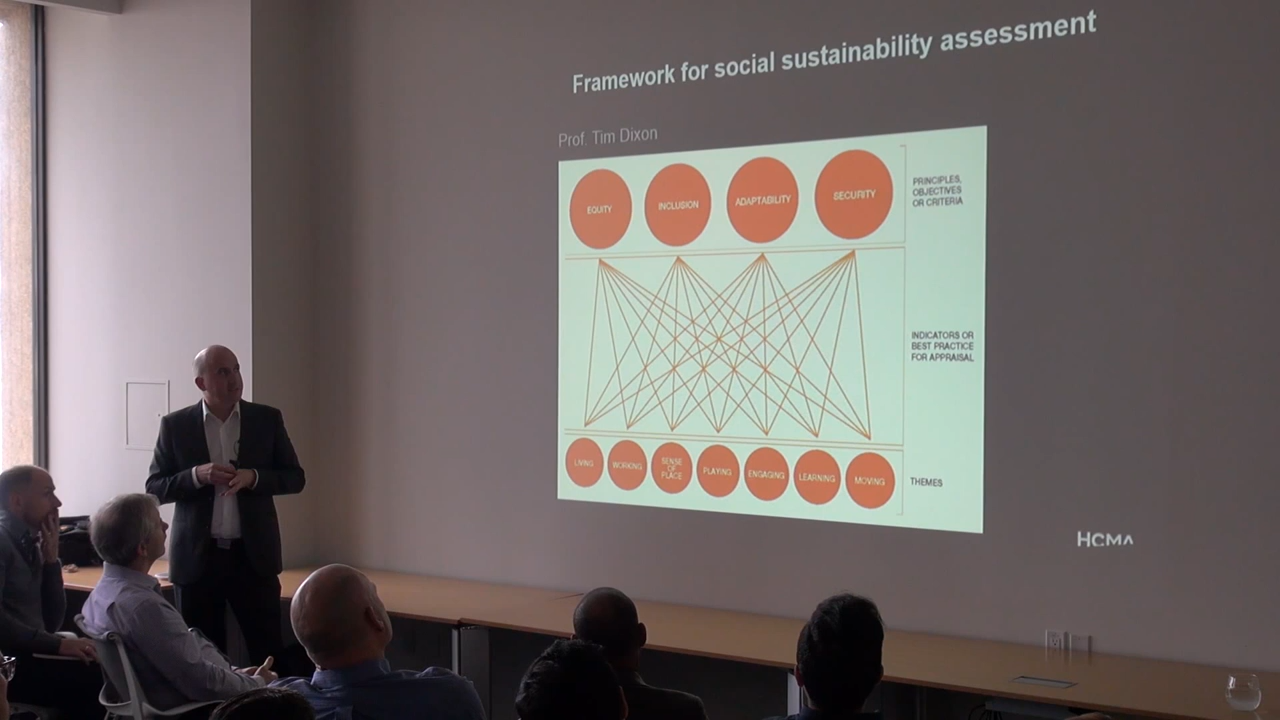 Framework for social sustainability assessment
Prof. Tim Dixon
EQUITY
INCLUSION
ADAPTABILITY
SECURITY
PRINCIPLES,
OBJECTIVES
OR CRITERIA
INDICATORS OR
BEST PRACTICE
FOR APPRAISAL
LIVING
WORKING
SENSE
OF
PLACE
PLAYING
ENGAGING
LEARNING
MOVING
THEMES
HCMA